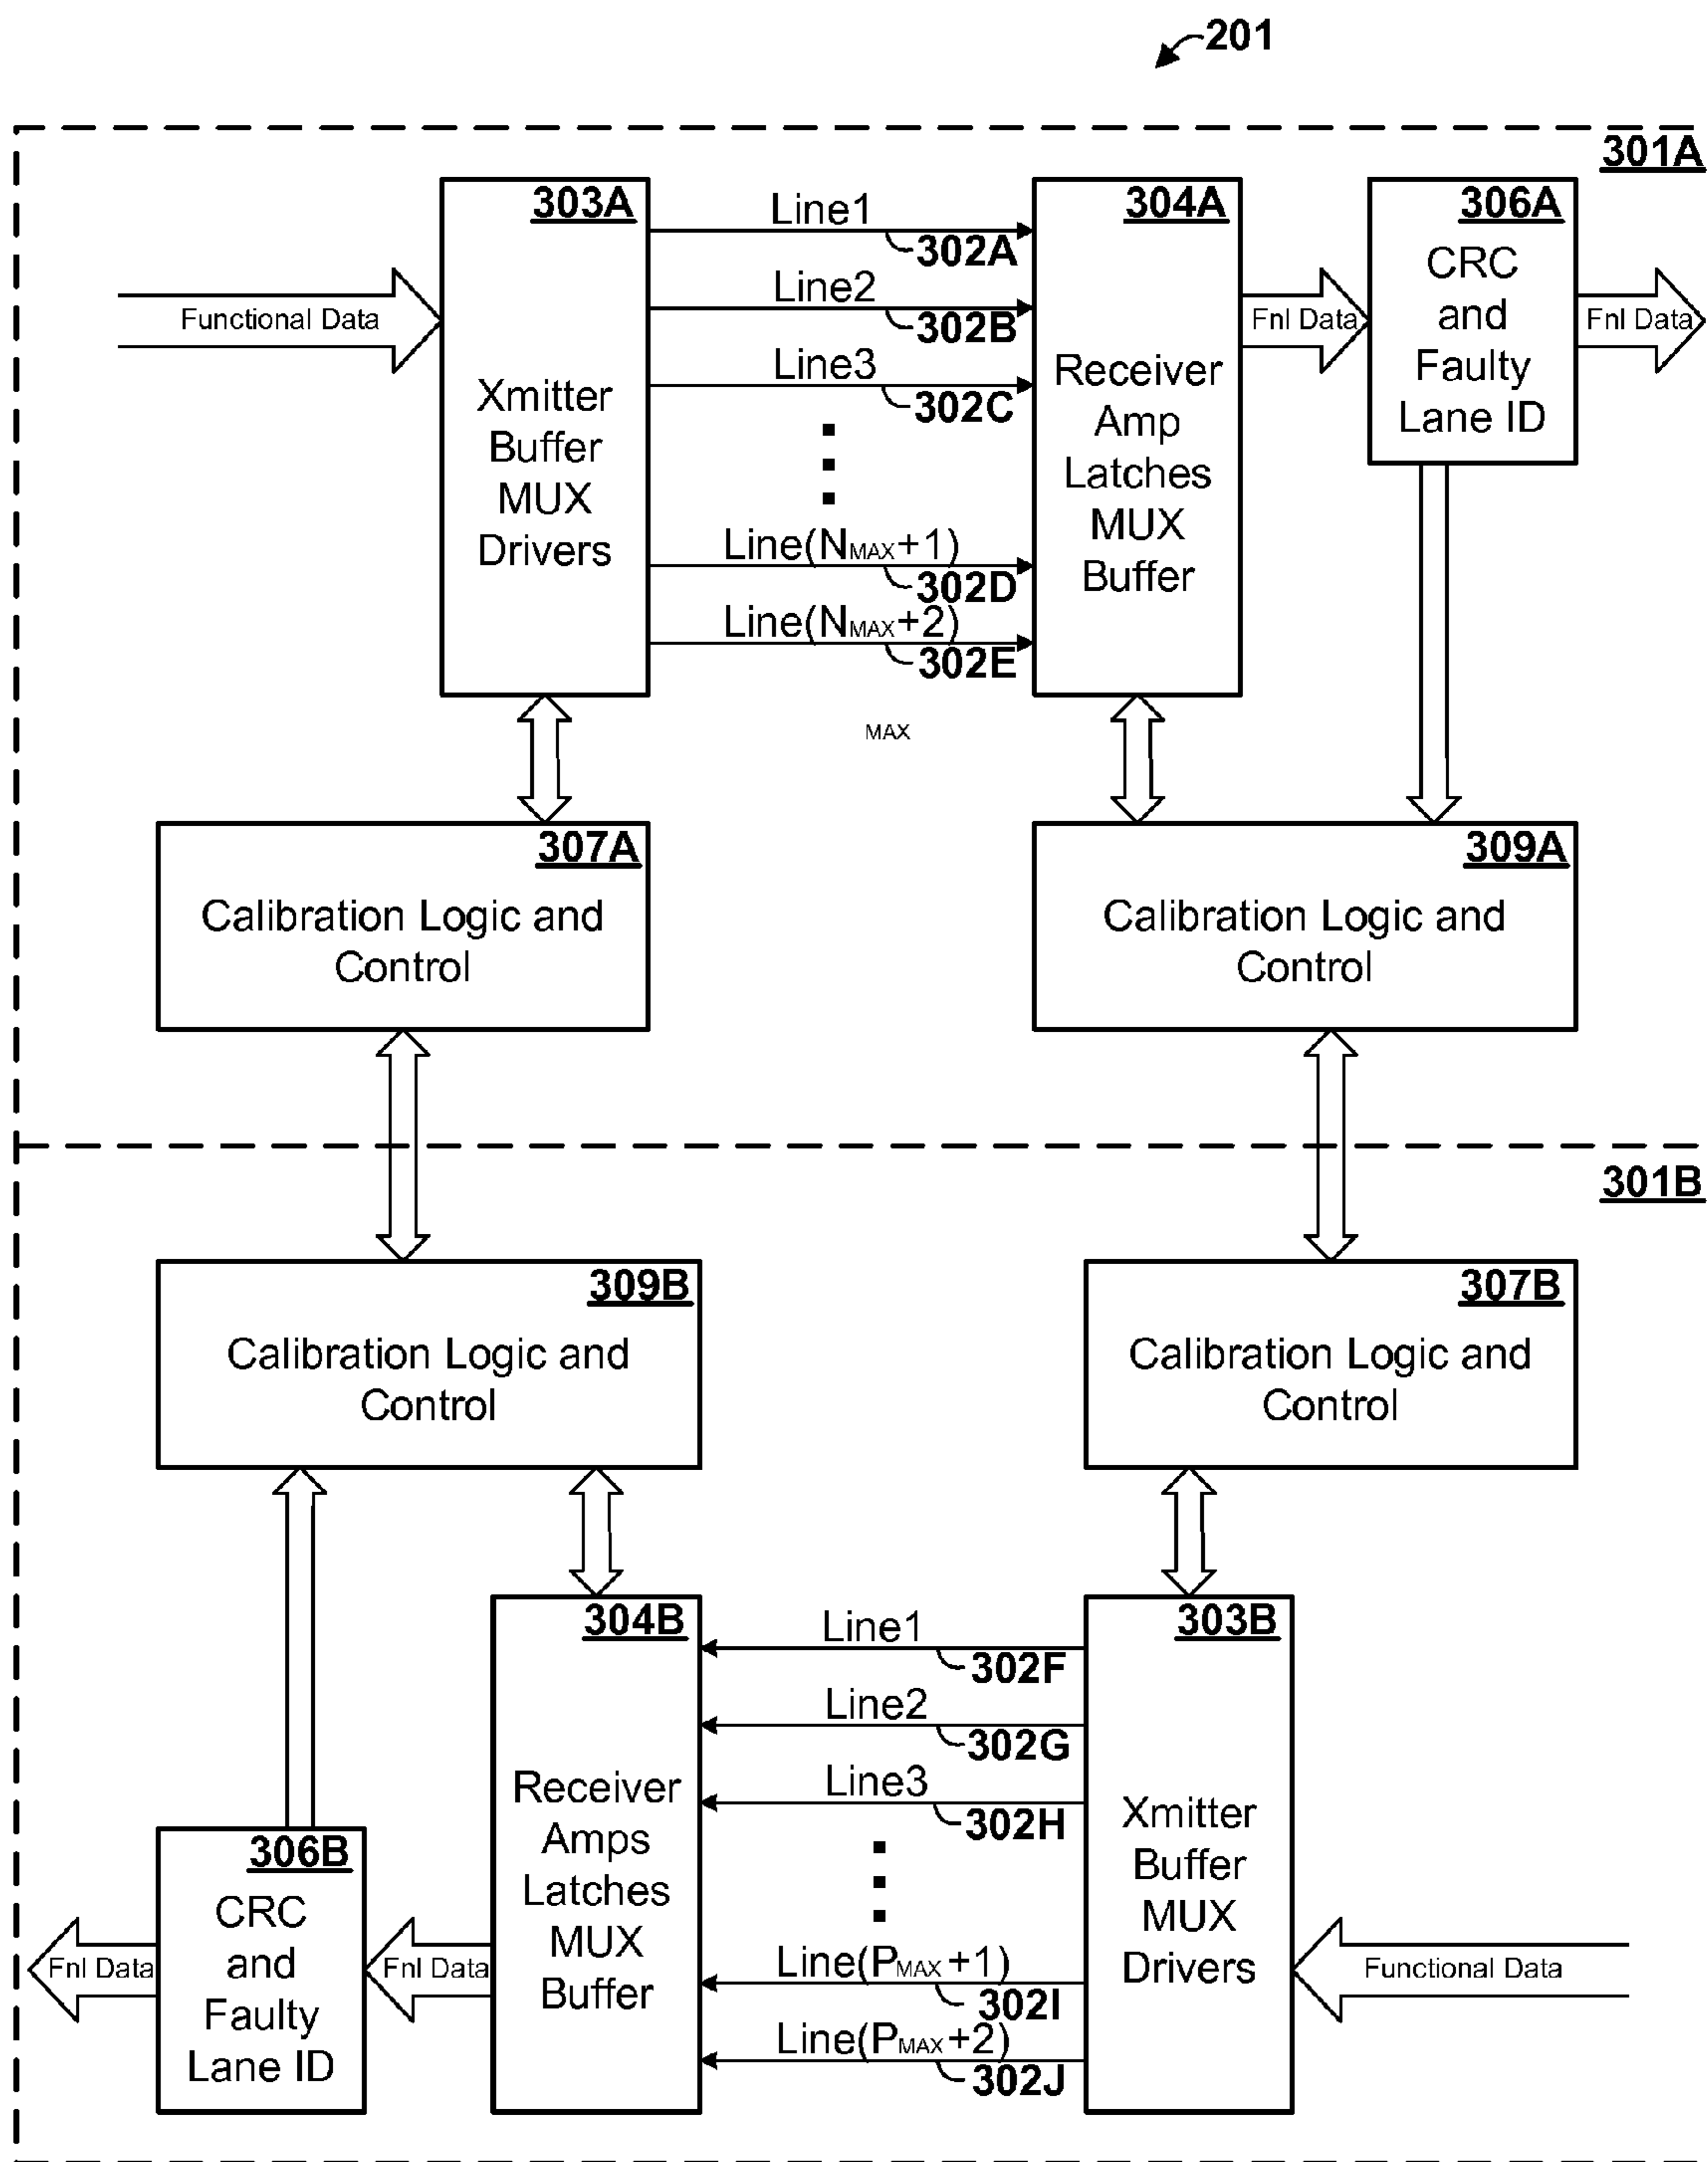 201
301A
303A
Xmitter
Buffer
MUX
Drivers
Functional Data
Line1
302A
Line2
302B
Line3
302C
Line(NMAX+1)
302D
Line(NMAX+2)
302E
MAX
304A
Receiver
Amp
Latches
MUX
Buffer
Fnl Data
306A
CRC
and
Faulty
Lane ID
Fnl Data
307A
Calibration Logic and
Control
309A
Calibration Logic and
Control
301B
309B
Calibration Logic and
Control
307B
Calibration Logic and
Control
304B
Receiver
Amps
Latches
MUX
Buffer
Line1
302F
Line2
302G
Line3
302H
Line(PMAX+1)
302I
Line(PMAX+2)
302J
303B
Xmitter
Buffer
MUX
Drivers
Functional Data
306B
CRC
and
Faulty
Lane ID
Fnl Data
Fnl Data